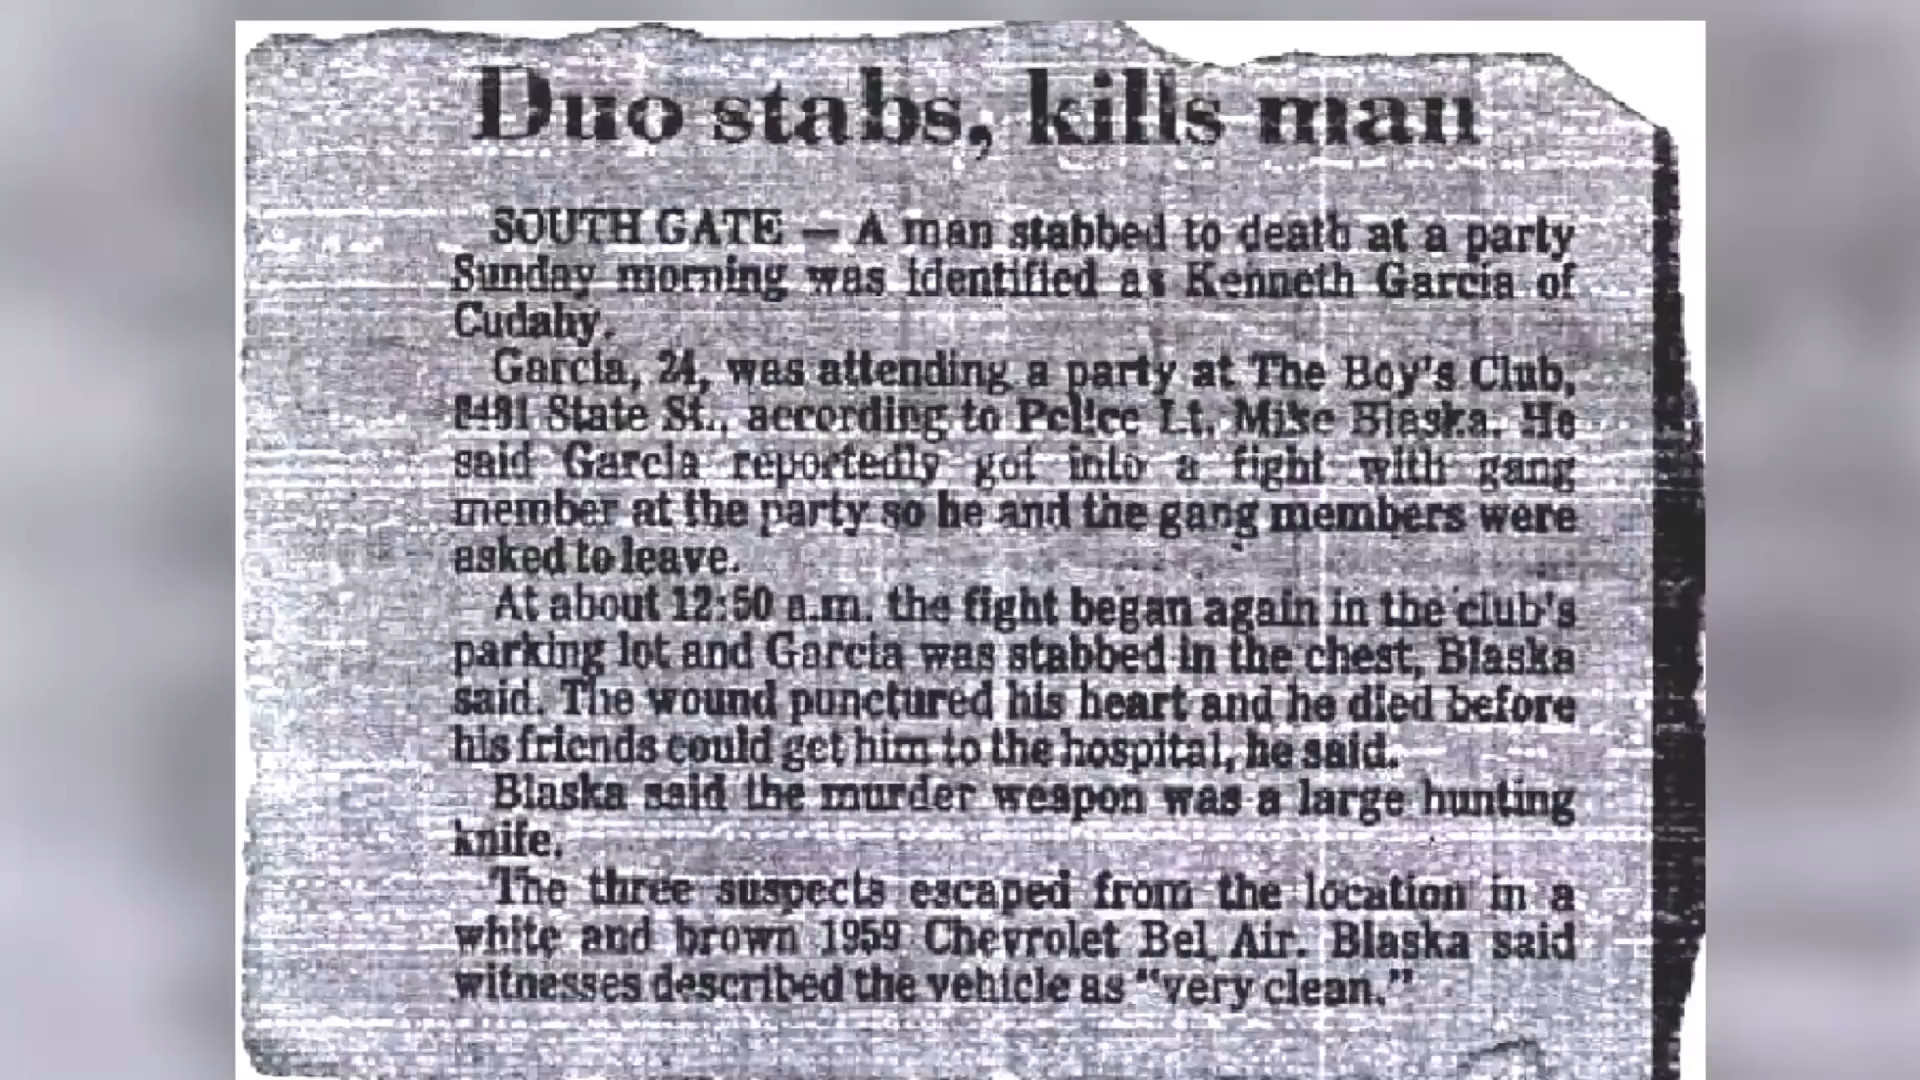 Duo stabs, kills man
SOUTH GATE — A man stabbed to death at a party
Sunday morning was identified as Kenneth Garcia of
Cudahy.
Garcia, 24, was attending a party at The Boy's Club,
8491 State St., according to Police Lt. Mike Blaska. He
said Garcia reportedly got into a fight with gang
member at the party so he and the gang members were
asked to leave.
At about 12:50 a.m. the fight began again in the club's
parking lot and Garcia was stabbed in the chest, Blaska
said. The wound punctured his heart and he died before
his friends could get him to the hospital, he said.
Blaska said the murder weapon was a large hunting
knife.
The three suspects escaped from the location in a
white and brown 1959 Chevrolet Bel Air. Blaska said
witnesses described the vehicle as "very clean."